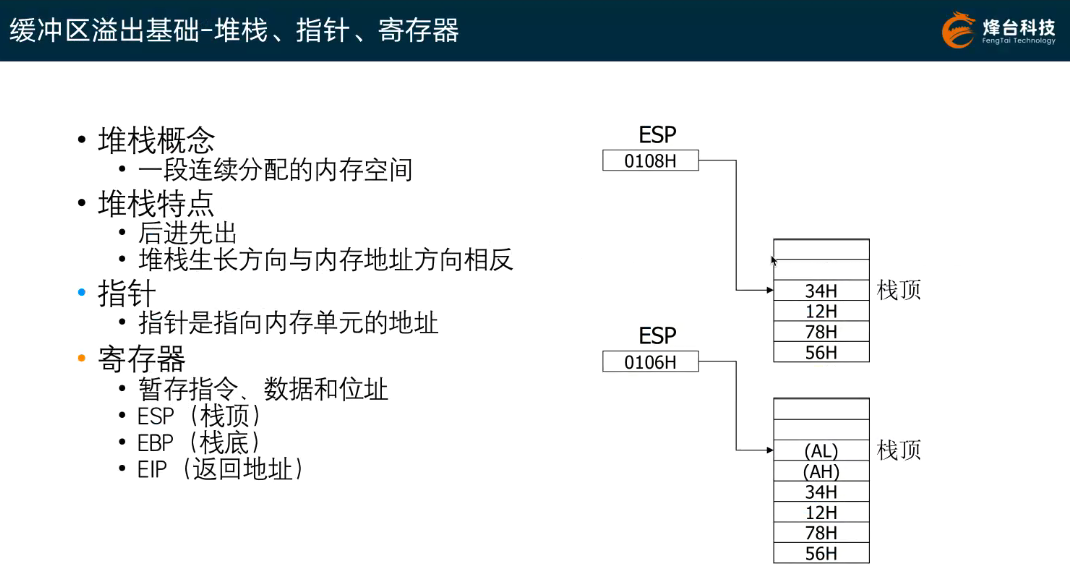 缓冲区溢出基础-堆栈、指针、寄存器
烽台科技
FengTai Technology
• 堆栈概念
• 一段连续分配的内存空间
• 堆栈特点
• 后进先出
• 堆栈生长方向与内存地址方向相反
• 指针
• 指针是指向内存单元的地址
• 寄存器
• 暂存指令、数据和位址
• ESP（栈顶）
• EBP（栈底）
• EIP（返回地址）
ESP
0108H
34H 栈顶
12H
78H
56H
ESP
0106H
(AL) 栈顶
(AH)
34H
12H
78H
56H